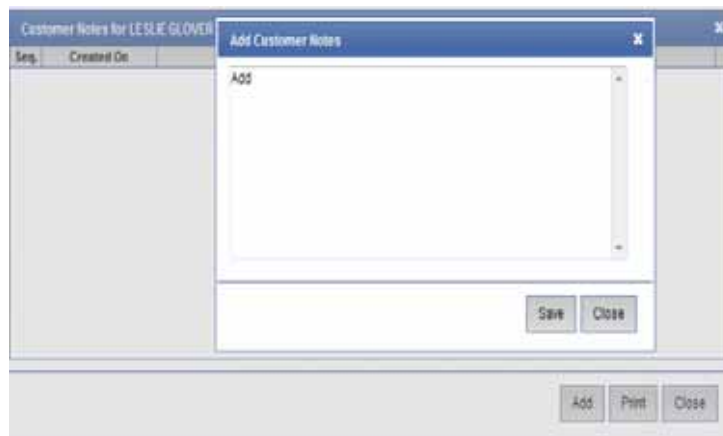 Customer Notes for LESLIE GLOVER
Add Customer Notes
Seq. Created On
Add
Save Close
Add Print Close